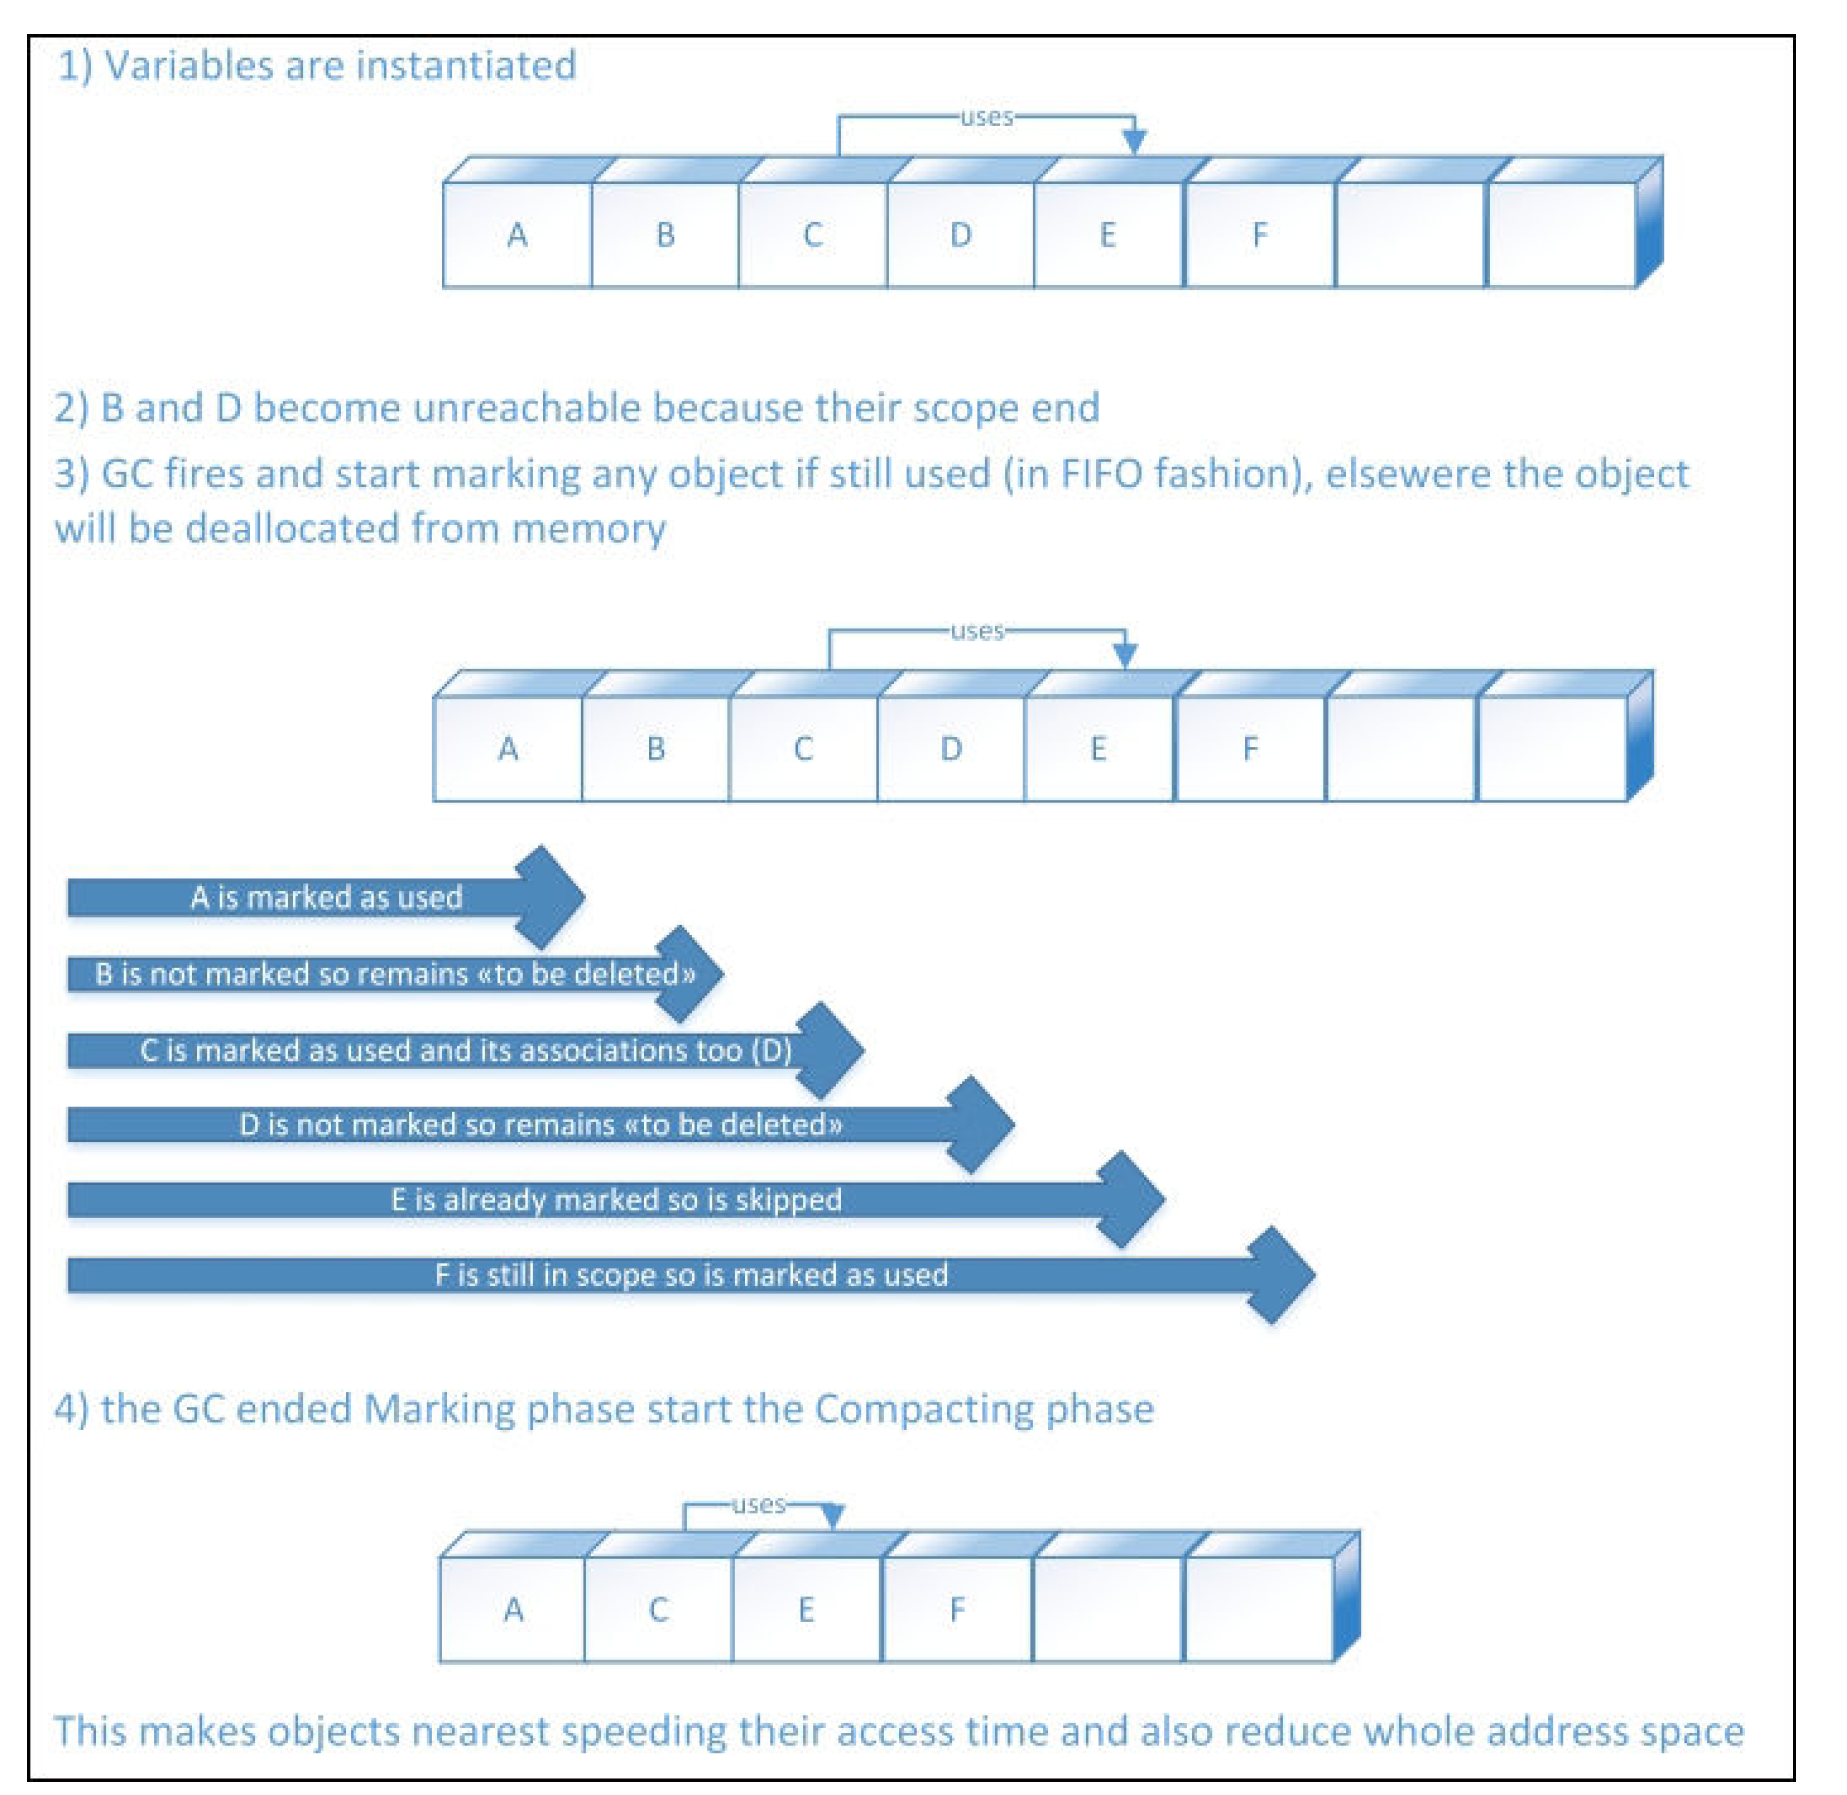 1) Variables are instantiated
uses
A B C D E F
2) B and D become unreachable because their scope end
3) GC fires and start marking any object if still used (in FIFO fashion), elsewere the object
will be deallocated from memory
uses
A B C D E F
A is marked as used
B is not marked so remains «to be deleted»
C is marked as used and its associations too (D)
D is not marked so remains «to be deleted»
E is already marked so is skipped
F is still in scope so is marked as used
4) the GC ended Marking phase start the Compacting phase
uses
A C E F
This makes objects nearest speeding their access time and also reduce whole address space